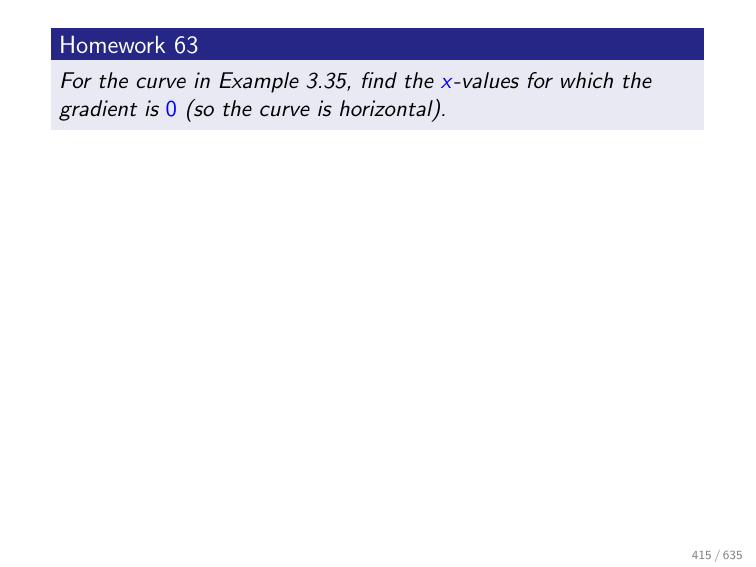 Homework 63
For the curve in Example 3.35, find the x-values for which the
gradient is 0 (so the curve is horizontal).
415 / 635